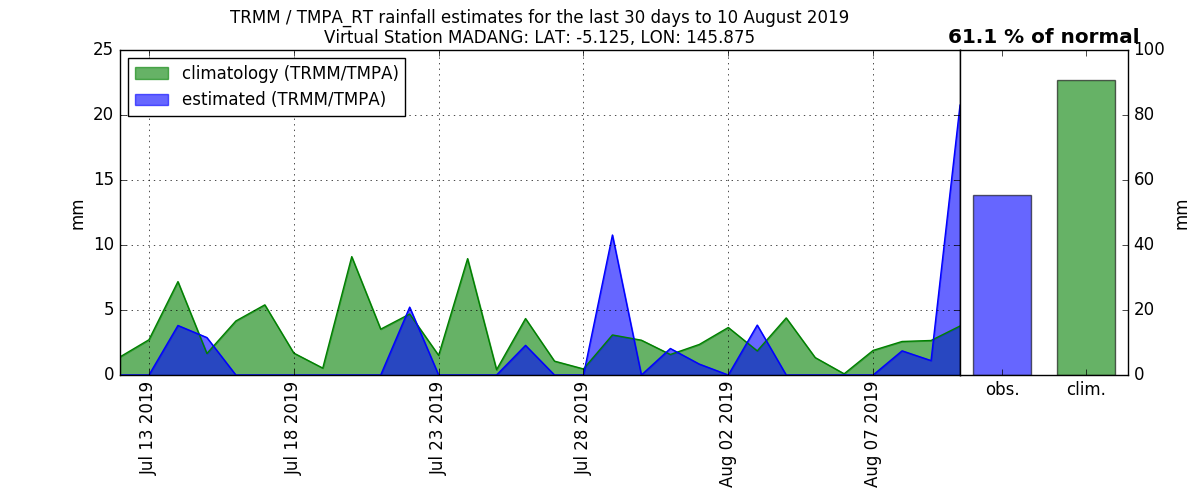 TRMM / TMPA_RT rainfall estimates for the last 30 days to 10 August 2019
Virtual Station MADANG: LAT: -5.125, LON: 145.875
61.1 % of normal
climatology (TRMM/TMPA)
estimated (TRMM/TMPA)
25
20
15
10
5
0
mm
100
80
60
40
20
0
mm
Jul 13 2019
Jul 18 2019
Jul 23 2019
Jul 28 2019
Aug 02 2019
Aug 07 2019
obs.
clim.